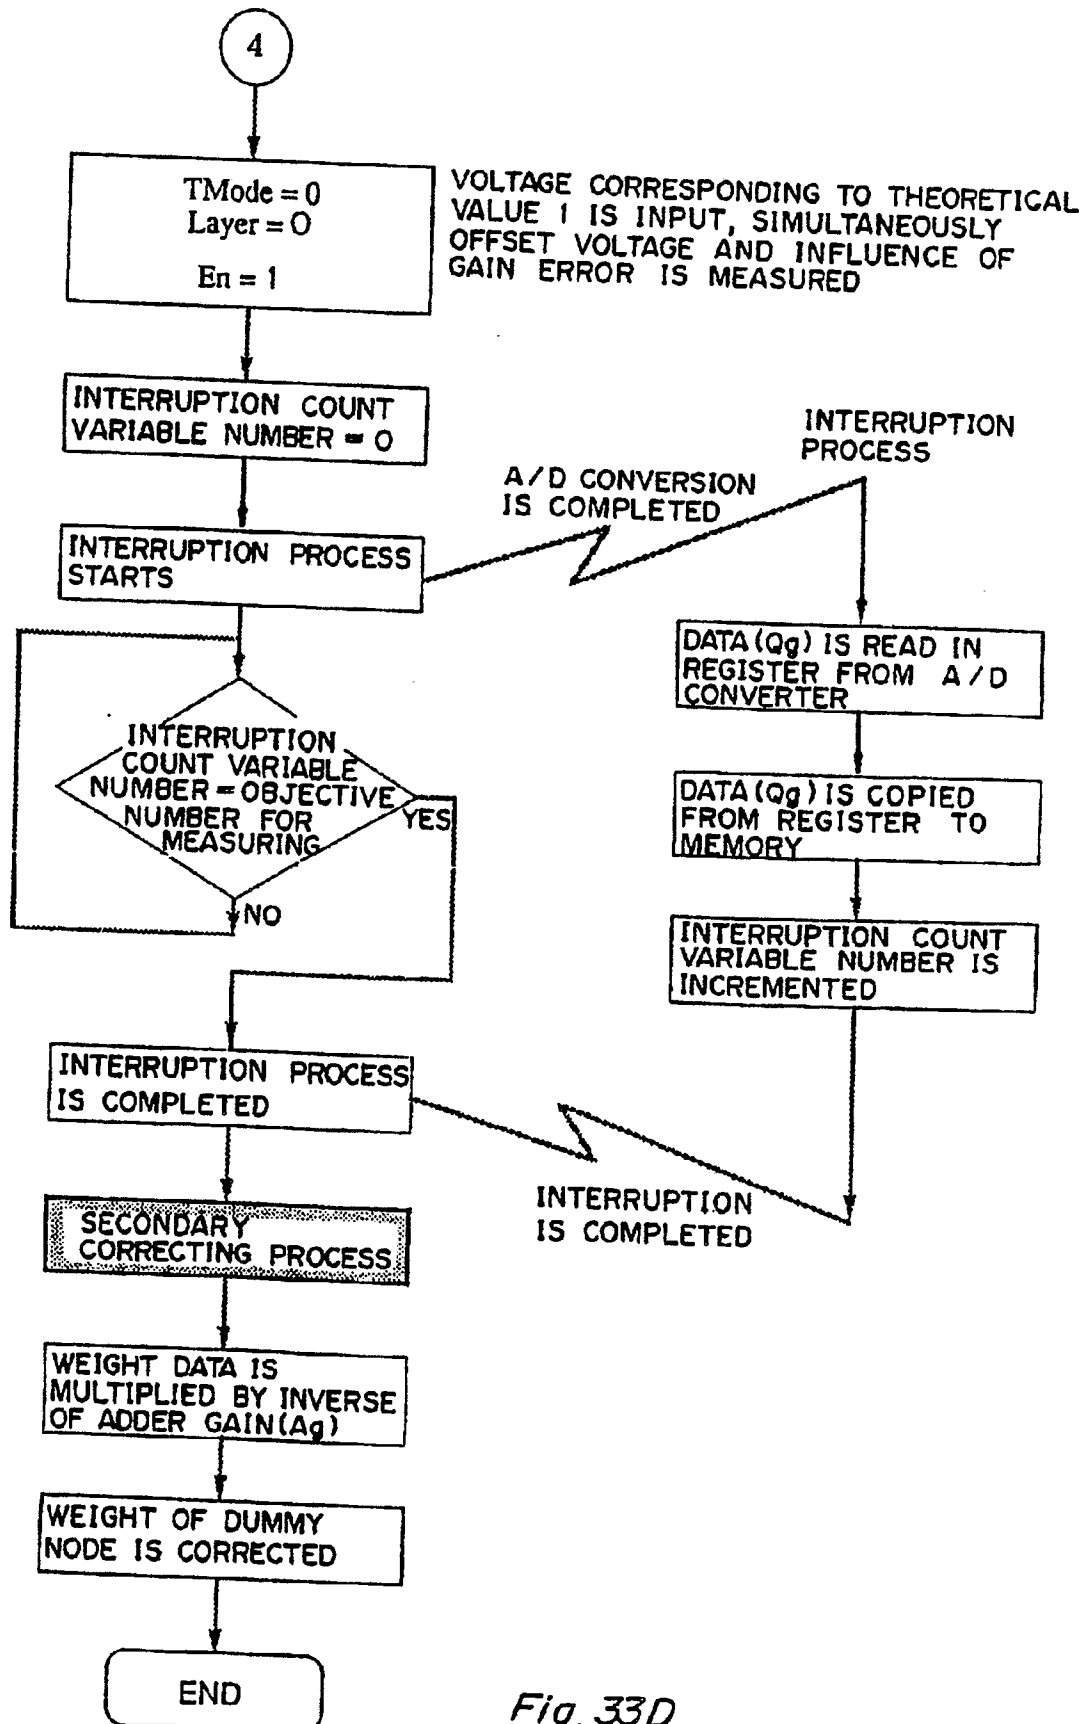 4
TMode = 0
Layer = O
En = 1
VOLTAGE CORRESPONDING TO THEORETICAL
VALUE 1 IS INPUT, SIMULTANEOUSLY
OFFSET VOLTAGE AND INFLUENCE OF
GAIN ERROR IS MEASURED
INTERRUPTION COUNT
VARIABLE NUMBER = O
INTERRUPTION PROCESS
STARTS
A/D CONVERSION
IS COMPLETED
INTERRUPTION
PROCESS
DATA(Qg) IS READ IN
REGISTER FROM A/D
CONVERTER
INTERRUPTION
COUNT VARIABLE
NUMBER = OBJECTIVE
NUMBER FOR
MEASURING
YES
NO
DATA(Qg) IS COPIED
FROM REGISTER TO
MEMORY
INTERRUPTION COUNT
VARIABLE NUMBER IS
INCREMENTED
INTERRUPTION PROCESS
IS COMPLETED
INTERRUPTION
IS COMPLETED
SECONDARY
CORRECTING PROCESS
WEIGHT DATA IS
MULTIPLIED BY INVERSE
OF ADDER GAIN(Ag)
WEIGHT OF DUMMY
NODE IS CORRECTED
END
Fig. 33D